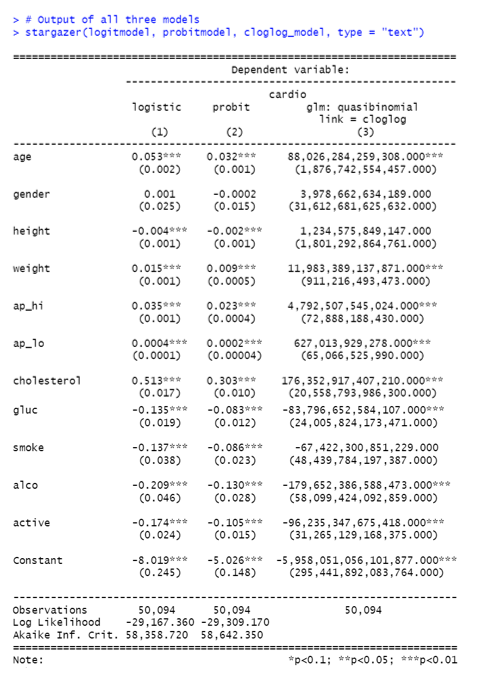 > # Output of all three models
> stargazer(logitmodel, probitmodel, cloglog_model, type = "text")
===================================================================
Dependent variable:
-------------------------------------------------
cardio
logistic probit glm: quasibinomial
link = cloglog
(1) (2) (3)
-------------------------------------------------------------------
age 0.053*** 0.032*** 88,026,284,259,308.000***
(0.002) (0.001) (1,876,742,554,457.000)
gender 0.001 -0.0002 3,978,662,634,189.000
(0.025) (0.015) (31,612,681,625,632.000)
height -0.004*** -0.002*** 1,234,575,849,147.000
(0.001) (0.001) (1,801,292,864,761.000)
weight 0.015*** 0.009*** 11,983,389,137,871.000***
(0.001) (0.0005) (911,216,493,473.000)
ap_hi 0.035*** 0.023*** 4,792,507,545,024.000***
(0.001) (0.0004) (72,888,188,430.000)
ap_lo 0.0004*** 0.0002*** 627,013,929,278.000***
(0.0001) (0.00004) (65,066,525,990.000)
cholesterol 0.513*** 0.303*** 176,352,917,407,210.000***
(0.017) (0.010) (20,558,793,986,300.000)
gluc -0.135*** -0.083*** -83,796,652,584,107.000***
(0.019) (0.012) (24,005,824,173,471.000)
smoke -0.137*** -0.086*** -67,422,300,851,229.000
(0.038) (0.023) (48,439,784,197,387.000)
alco -0.209*** -0.130*** -179,652,386,588,473.000***
(0.046) (0.028) (58,099,424,092,859.000)
active -0.174*** -0.105*** -96,235,347,675,418.000***
(0.024) (0.015) (31,265,129,168,375.000)
Constant -8.019*** -5.026*** -5,958,051,056,101,877.000***
(0.245) (0.148) (295,441,892,083,764.000)
-------------------------------------------------------------------
Observations 50,094 50,094 50,094
Log Likelihood -29,167.360 -29,309.170
Akaike Inf. Crit. 58,358.720 58,642.350
===================================================================
Note: *p<0.1; **p<0.05; ***p<0.01